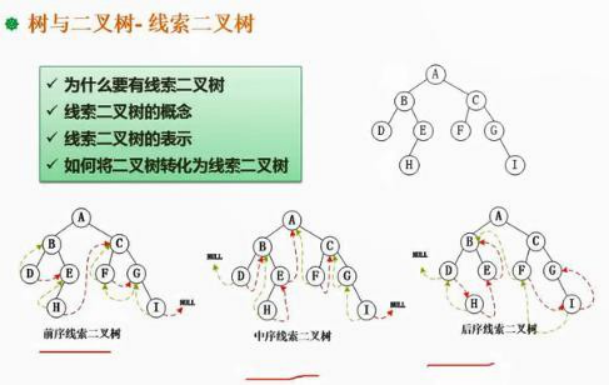 树与二叉树- 线索二叉树
✓ 为什么要有线索二叉树
✓ 线索二叉树的概念
✓ 线索二叉树的表示
✓ 如何将二叉树转化为线索二叉树
A
B C
D E F G
H I
A
B C
D E F G
H I NULL
前序线索二叉树
A
NULL B C
D E F G
H I NULL
中序线索二叉树
A
NULL B C
D E F G
H I
后序线索二叉树